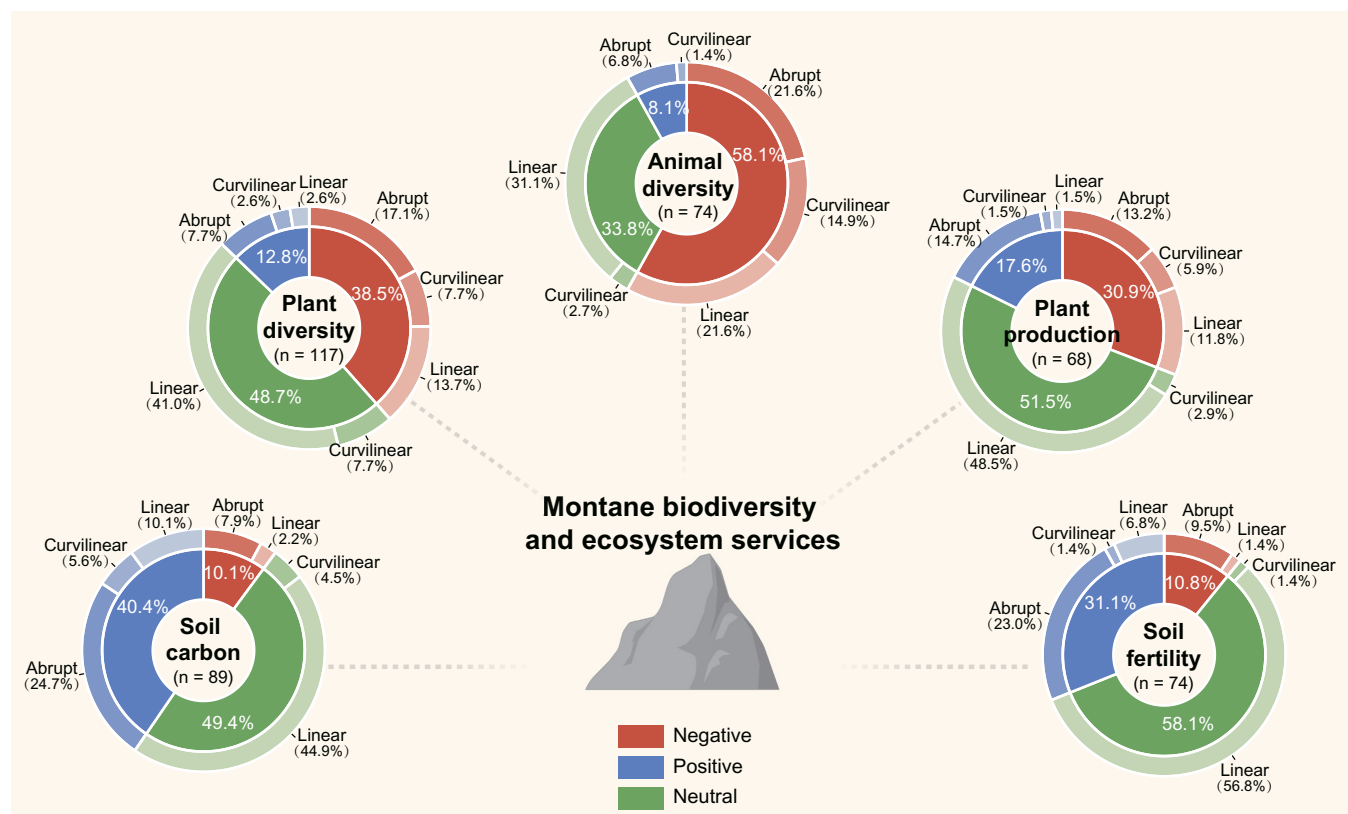 Curvilinear
(1.4%)
Abrupt
(6.8%)
Abrupt
(21.6%)
8.1%
58.1%
Animal
diversity
(n = 74)
Linear
(31.1%)
33.8%
Curvilinear
(14.9%)
Curvilinear
(2.7%)
Linear
(21.6%)
Curvilinear
(2.6%)
Linear
(2.6%)
Abrupt
(17.1%)
Abrupt
(7.7%)
12.8%
38.5%
Curvilinear
(7.7%)
Plant
diversity
(n = 117)
Linear
(13.7%)
Linear
(41.0%)
48.7%
Curvilinear
(7.7%)
Linear
(1.5%)
Curvilinear
(1.5%)
Abrupt
(13.2%)
Abrupt
(14.7%)
17.6%
30.9%
Curvilinear
(5.9%)
Plant
production
(n = 68)
Linear
(11.8%)
51.5%
Curvilinear
(2.9%)
Linear
(48.5%)
Montane biodiversity
and ecosystem services
Linear
(10.1%)
Abrupt
(7.9%)
Linear
(2.2%)
Curvilinear
(5.6%)
Curvilinear
(4.5%)
10.1%
40.4%
Soil
carbon
(n = 89)
Abrupt
(24.7%)
49.4%
Linear
(44.9%)
Linear
(6.8%)
Abrupt
(9.5%)
Linear
(1.4%)
Curvilinear
(1.4%)
Curvilinear
(1.4%)
10.8%
31.1%
Abrupt
(23.0%)
Soil
fertility
(n = 74)
58.1%
Linear
(56.8%)
Negative
Positive
Neutral